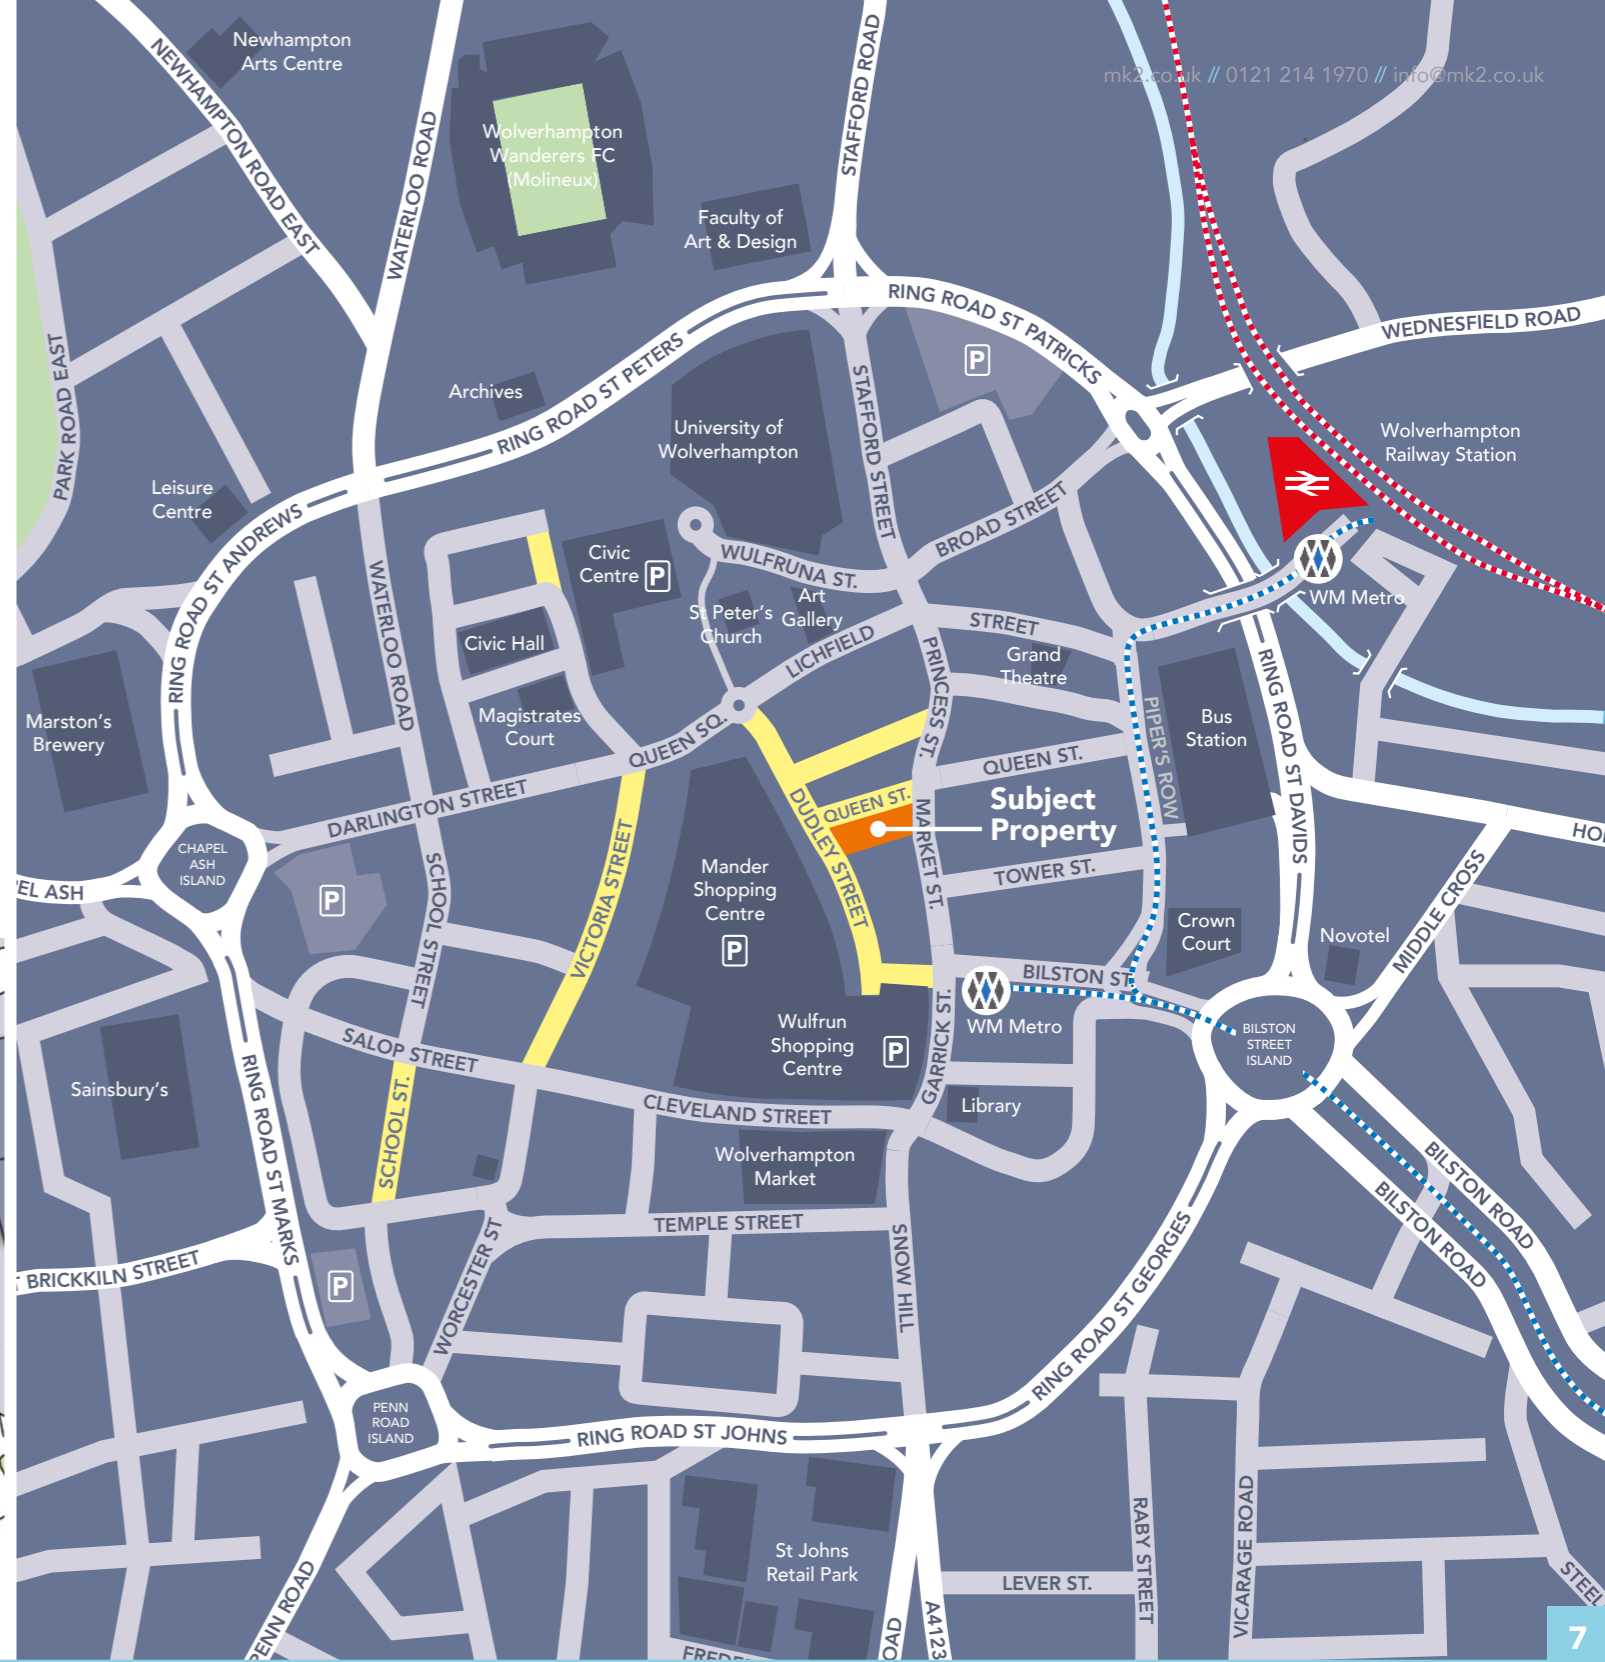 Newhampton
Arts Centre
NEWHAMPTON ROAD EAST
WATERLOO ROAD
Wolverhampton
Wanderers FC
(Molineux)
STAFFORD ROAD
mk2.co.uk // 0121 214 1970 // info@mk2.co.uk
Faculty of
Art & Design
RING ROAD ST PATRICKS
WEDNESFIELD ROAD
PARK ROAD EAST
Archives
RING ROAD ST PETERS
P
University of
Wolverhampton
STAFFORD STREET
Wolverhampton
Railway Station
Leisure
Centre
RING ROAD ST ANDREWS
BROAD STREET
Civic
Centre P
WULFRUNA ST.
WATERLOO ROAD
St Peter's
Church
Art
Gallery
WM Metro
Civic Hall
LICHFIELD
STREET
PRINCESS ST.
Grand
Theatre
RING ROAD ST DAVIDS
Marston's
Brewery
Magistrates
Court
QUEEN SQ.
PIPER'S ROW
Bus
Station
QUEEN ST.
DARLINGTON STREET
DUDLEY STREET
QUEEN ST.
MARKET ST.
Subject
Property
CHAPEL
ASH
ISLAND
EL ASH
P
SCHOOL STREET
VICTORIA STREET
Mander
Shopping
Centre
P
TOWER ST.
Crown
Court
Novotel
MIDDLE CROSS
HO
BILSTON ST.
GARRICK ST.
WM Metro
Wulfrun
Shopping
Centre
P
BILSTON
STREET
ISLAND
SALOP STREET
Sainsbury's
RING ROAD ST MARKS
SCHOOL ST.
CLEVELAND STREET
Library
Wolverhampton
Market
BILSTON ROAD
BILSTON ROAD
TEMPLE STREET
SNOW HILL
WORCESTER ST
BRICKKILN STREET
P
RING ROAD ST GEORGES
PENN
ROAD
ISLAND
RING ROAD ST JOHNS
St Johns
Retail Park
PENN ROAD
RABY STREET
VICARAGE ROAD
LEVER ST.
STEEL
OAD
A4123
FREDE
7